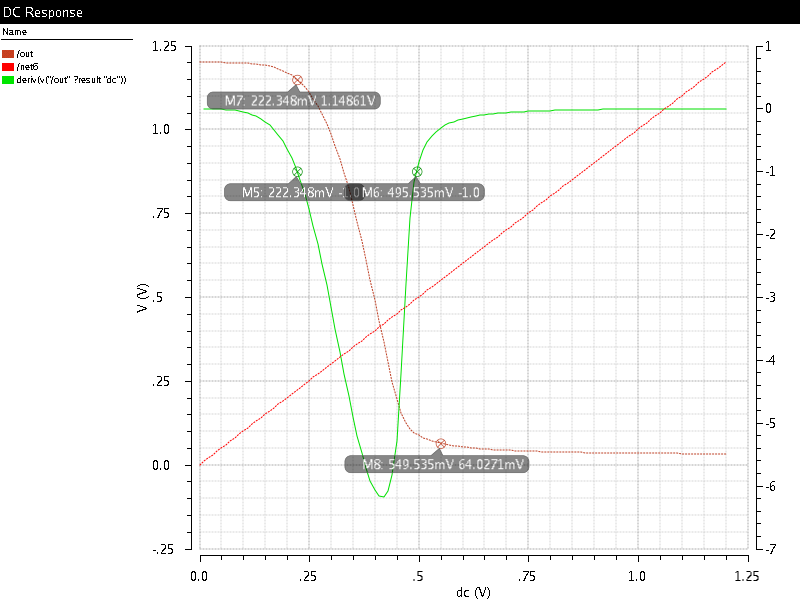 DC Response
Name
/out
/net6
deriv(v("/out" ?result "dc"))
1.25
1.0
.75
.5
.25
0.0
-.25
V (V)
M7: 222.348mV 1.14861V
M5: 222.348mV -1.0
M6: 495.535mV -1.0
M8: 549.535mV 64.0271mV
1
0
-1
-2
-3
-4
-5
-6
-7
0.0 .25 .5 .75 1.0 1.25
dc (V)